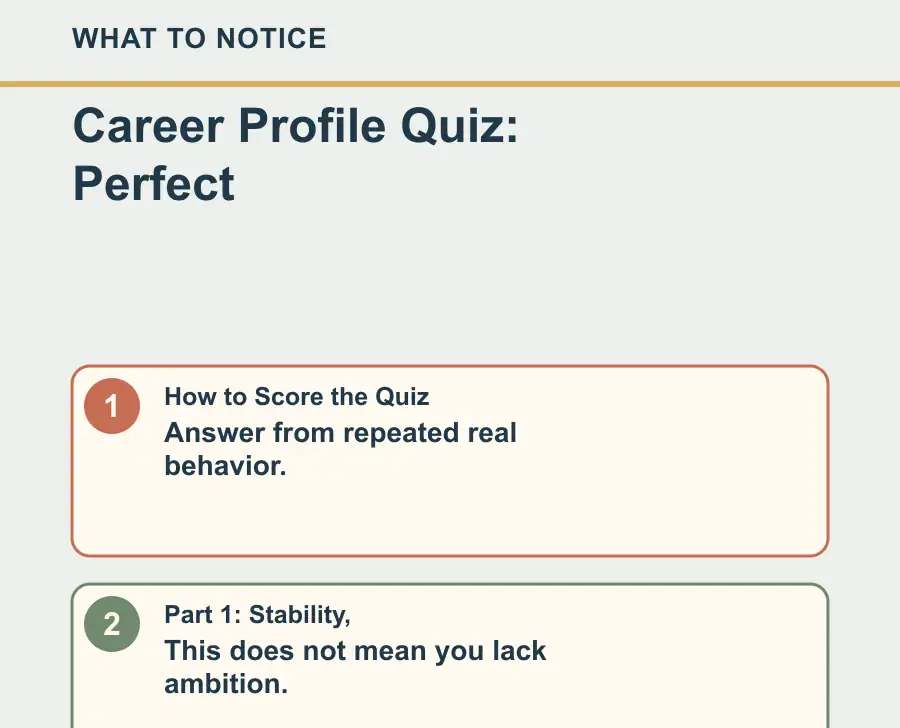 WHAT TO NOTICE
Career Profile Quiz:
Perfect
1
How to Score the Quiz
Answer from repeated real
behavior.
2
Part 1: Stability,
This does not mean you lack
ambition.